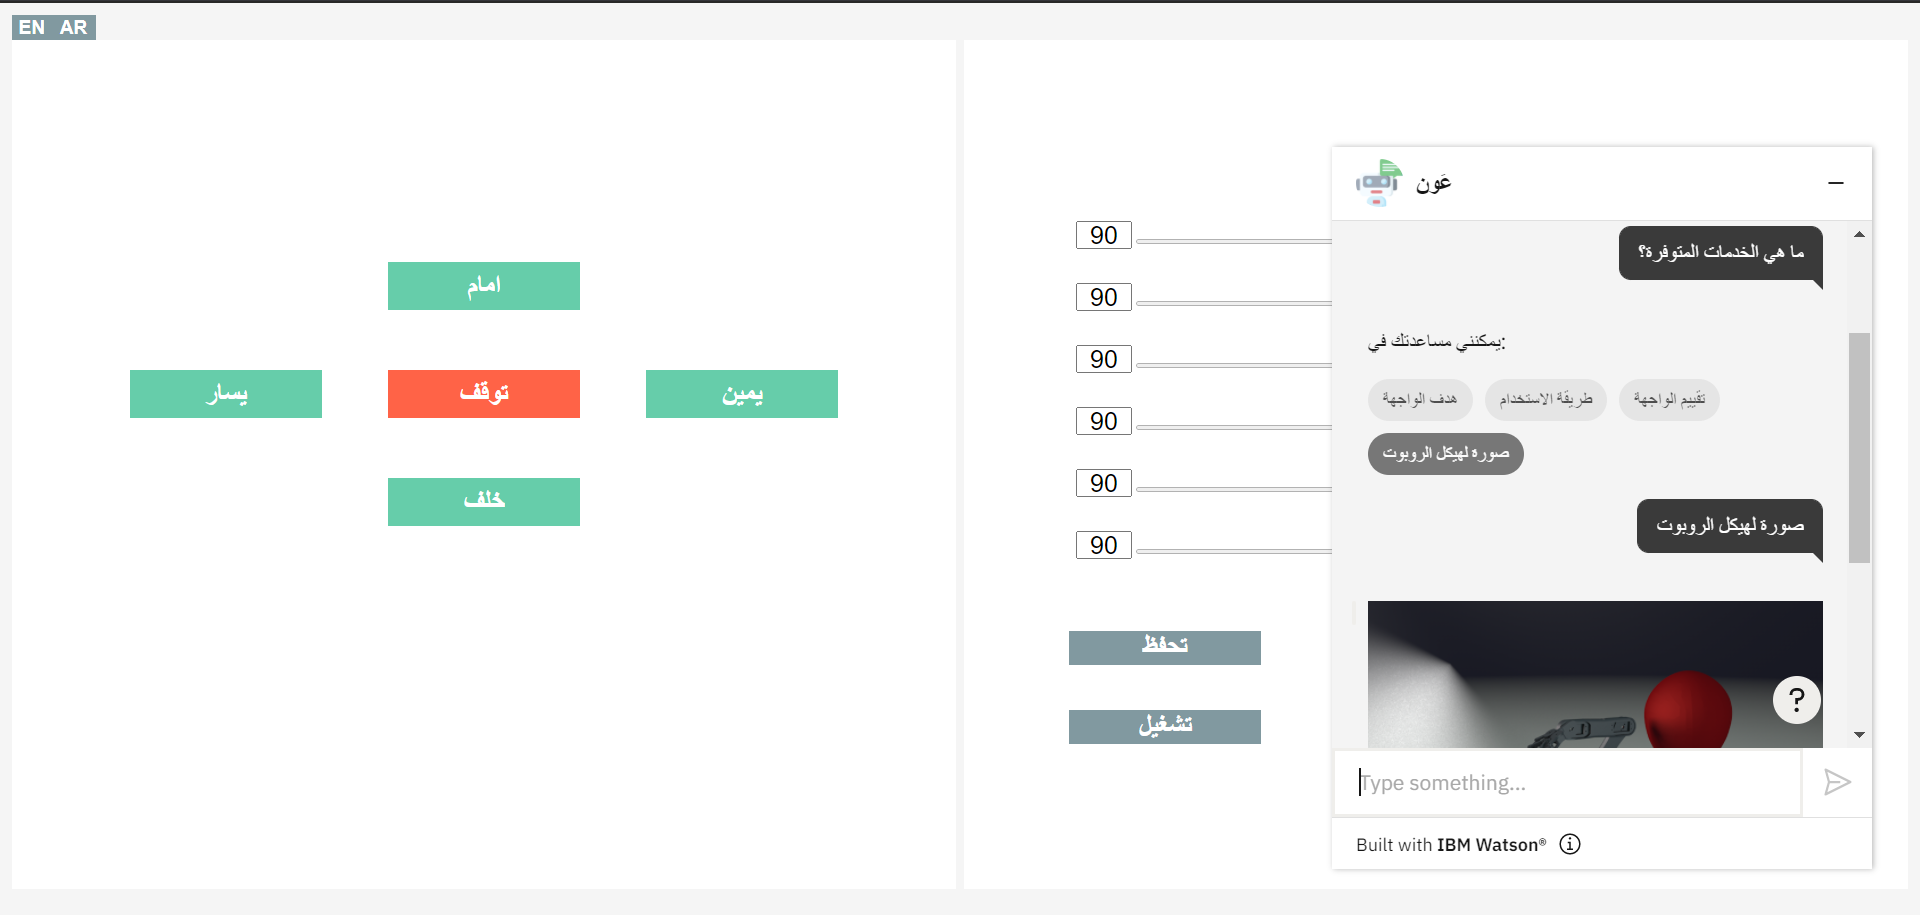 EN AR
امام
يسار
توقف
يمين
خلف
90
90
90
90
90
90
تحفظ
تشغيل
عَون
ما هي الخدمات المتوفرة؟
يمكنني مساعدتك في:
هدف الواجهة
طريقة الاستخدام
تقييم الواجهة
صورة لهيكل الروبوت
صورة لهيكل الروبوت
?
Type something...
Built with IBM Watson®